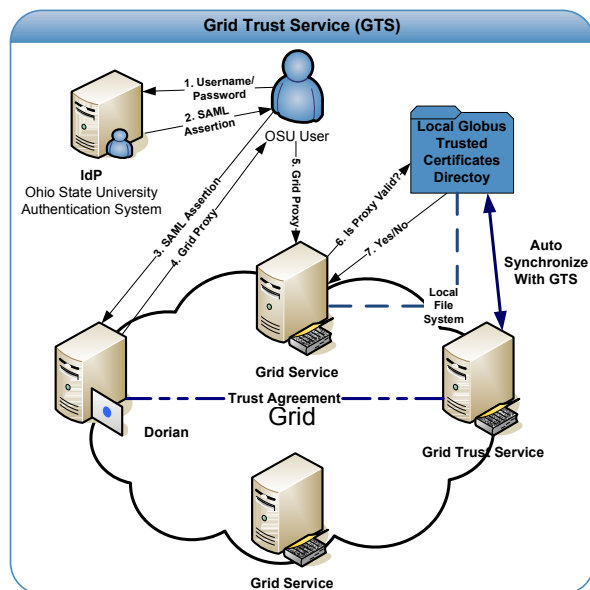 Grid Trust Service (GTS)
1. Username/
Password
2. SAML
Assertion
OSU User
IdP
Ohio State University
Authentication System
Local Globus
Trusted
Certificates
Directoy
3. SAML Assertion
4. Grid Proxy
5. Grid Proxy
6. Is Proxy Valid?
7. Yes/No
Auto
Synchronize
With GTS
Local
File
System
Grid Service
Trust Agreement
Grid
Dorian
Grid Trust Service
Grid Service